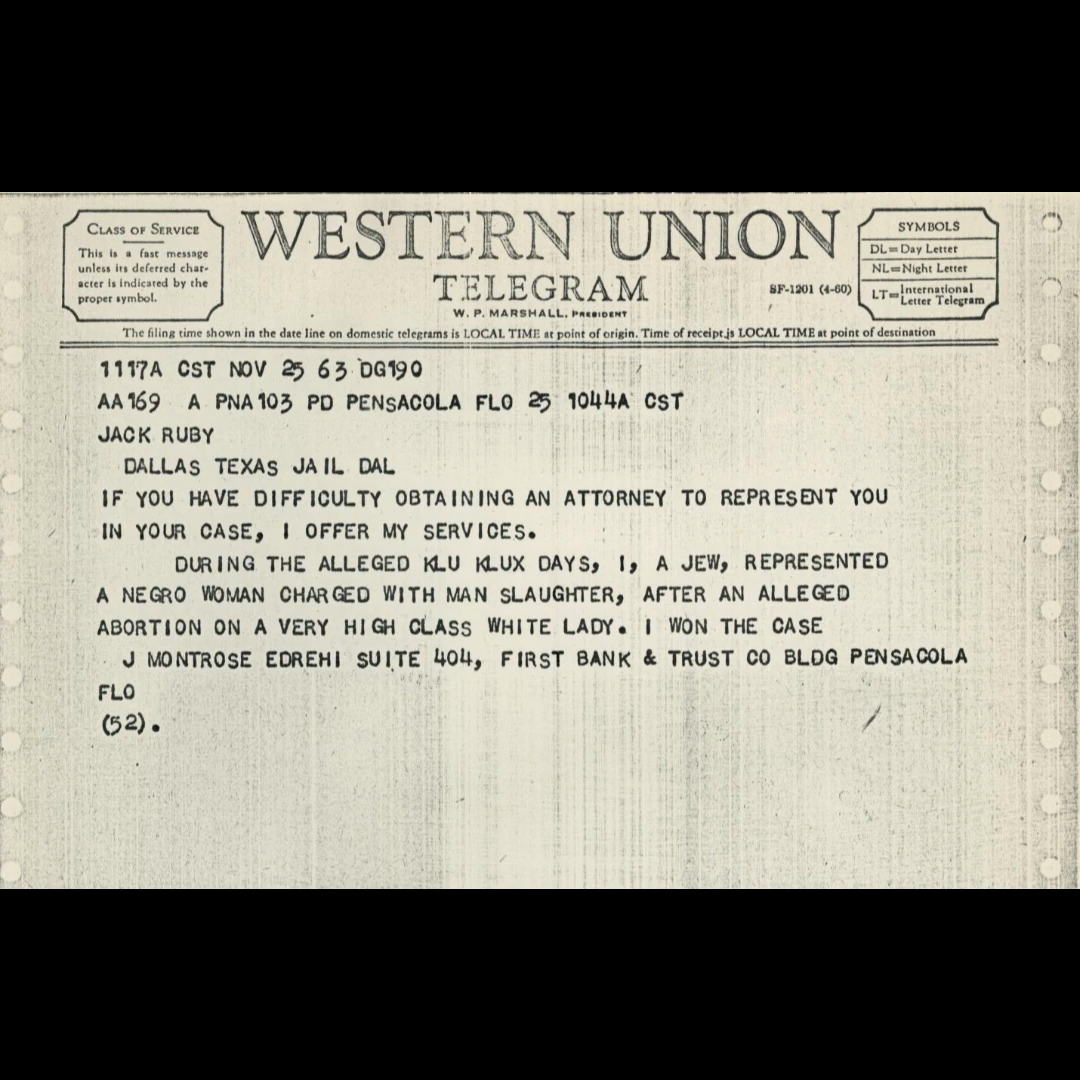 CLASS OF SERVICE
This is a fast message
unless its deferred char-
acter is indicated by the
proper symbol.
WESTERN UNION
TELEGRAM
W. P. MARSHALL, PRESIDENT
SF-1201 (4-60)
SYMBOLS
DL=Day Letter
NL=Night Letter
LT=International Letter Telegram
The filing time shown in the date line on domestic telegrams is LOCAL TIME at point of origin. Time of receipt is LOCAL TIME at point of destination
1117A CST NOV 25 63 DG190
AA169 A PNA103 PD PENSACOLA FLO 25 1044A CST
JACK RUBY
DALLAS TEXAS JAIL DAL
IF YOU HAVE DIFFICULTY OBTAINING AN ATTORNEY TO REPRESENT YOU
IN YOUR CASE, I OFFER MY SERVICES.
DURING THE ALLEGED KLU KLUX DAYS, I, A JEW, REPRESENTED
A NEGRO WOMAN CHARGED WITH MAN SLAUGHTER, AFTER AN ALLEGED
ABORTION ON A VERY HIGH CLASS WHITE LADY. I WON THE CASE
J MONTROSE EDREHI SUITE 404, FIRST BANK & TRUST CO BLDG PENSACOLA
FLO
(52).